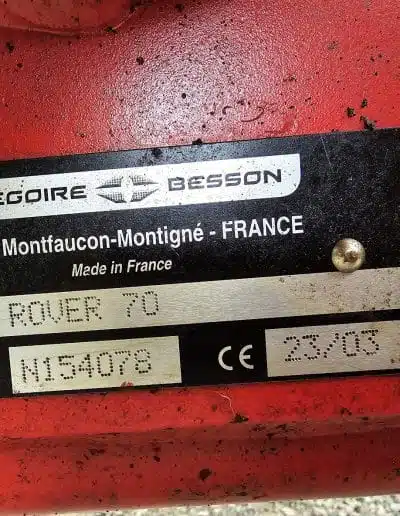 EGOIRE BESSON
Montfaucon-Montigné - FRANCE
Made in France
ROVER 70
N154078 CE 23/03